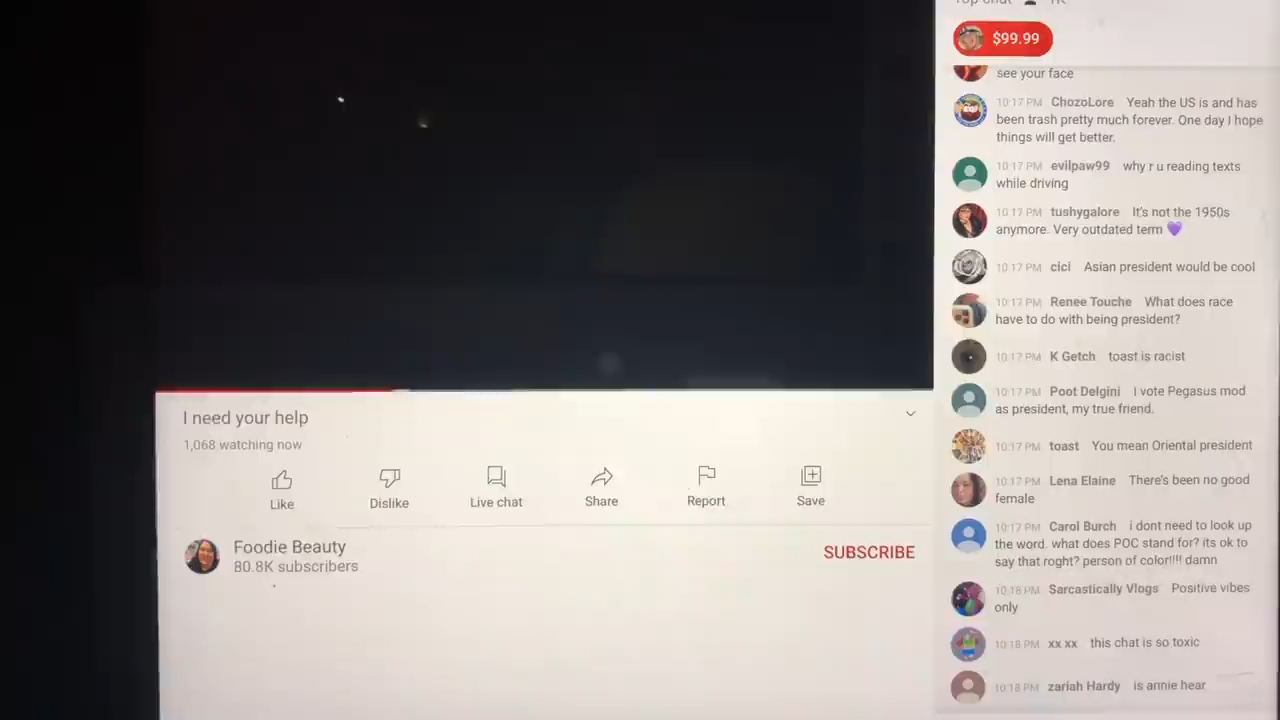 Top chat 1K
$99.99
see your face
10:17 PM ChozoLore Yeah the US is and has
been trash pretty much forever. One day I hope
things will get better.
10:17 PM evilpaw99 why r u reading texts
while driving
10:17 PM tushygalore It's not the 1950s
anymore. Very outdated term 💜
10:17 PM cici Asian president would be cool
10:17 PM Renee Touche What does race
have to do with being president?
10:17 PM K Getch toast is racist
10:17 PM Poot Delgini I vote Pegasus mod
as president, my true friend.
10:17 PM toast You mean Oriental president
10:17 PM Lena Elaine There's been no good
female
10:17 PM Carol Burch i dont need to look up
the word. what does POC stand for? its ok to
say that roght? person of color!!!! damn
10:18 PM Sarcastically Vlogs Positive vibes
only
10:18 PM xx xx this chat is so toxic
10:18 PM zariah Hardy is annie hear
I need your help
1,068 watching now
Like
Dislike
Live chat
Share
Report
Save
Foodie Beauty
80.8K subscribers
SUBSCRIBE